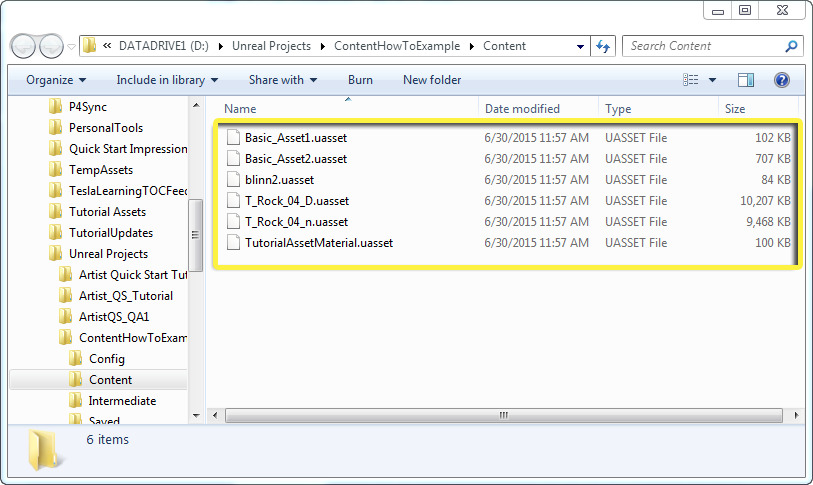 « DATADRIVE1 (D:) ▸ Unreal Projects ▸ ContentHowToExample ▸ Content
Search Content
Organize Include in library Share with Burn New folder
P4Sync
PersonalTools
Quick Start Impression
TempAssets
TeslaLearningTOCFeed
Tutorial Assets
TutorialUpdates
Unreal Projects
Artist Quick Start Tut
Artist_QS_Tutorial
ArtistQS_QA1
ContentHowToExam
Config
Content
Intermediate
Saved
Name Date modified Type Size
Basic_Asset1.uasset 6/30/2015 11:57 AM UASSET File 102 KB
Basic_Asset2.uasset 6/30/2015 11:57 AM UASSET File 707 KB
blinn2.uasset 6/30/2015 11:57 AM UASSET File 84 KB
T_Rock_04_D.uasset 6/30/2015 11:57 AM UASSET File 10,207 KB
T_Rock_04_n.uasset 6/30/2015 11:57 AM UASSET File 9,468 KB
TutorialAssetMaterial.uasset 6/30/2015 11:57 AM UASSET File 100 KB
6 items